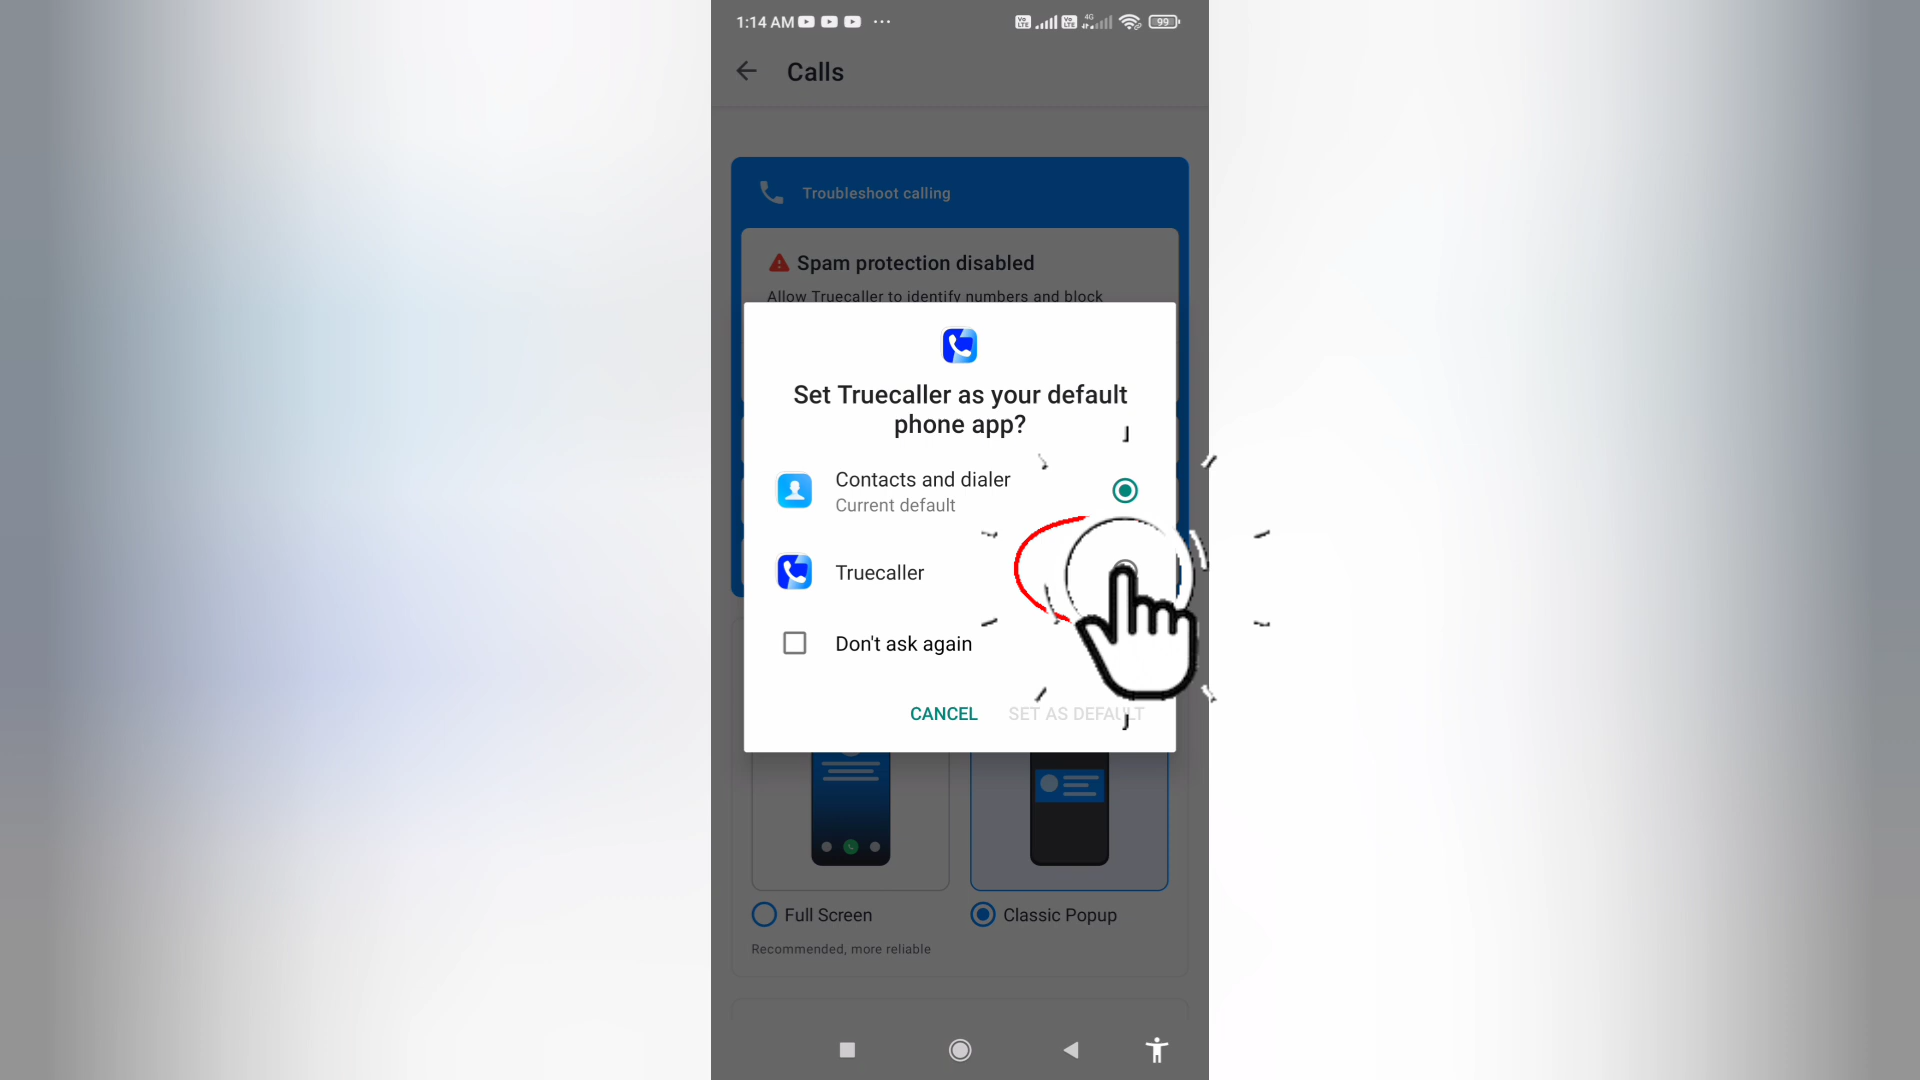 1:14 AM
4G
99
Calls
Troubleshoot calling
Spam protection disabled
Allow Truecaller to identify numbers and block
Set Truecaller as your default
phone app?
Contacts and dialer
Current default
Truecaller
Don't ask again
CANCEL SET AS DEFAULT
Full Screen
Classic Popup
Recommended, more reliable